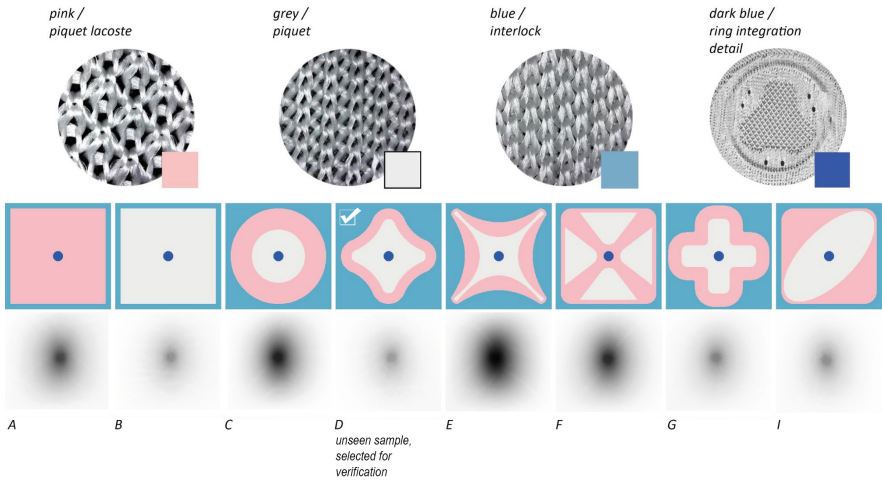 pink /
piquet lacoste
grey /
piquet
blue /
interlock
dark blue /
ring integration
detail
A
B
C
D
E
F
G
I
unseen sample,
selected for
verification